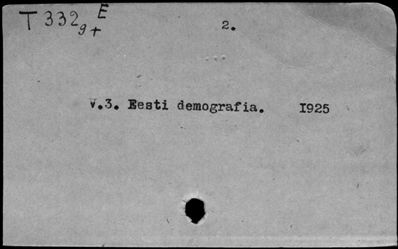 T 332 E
9+
2.
V.3. Eesti demografia. 1925